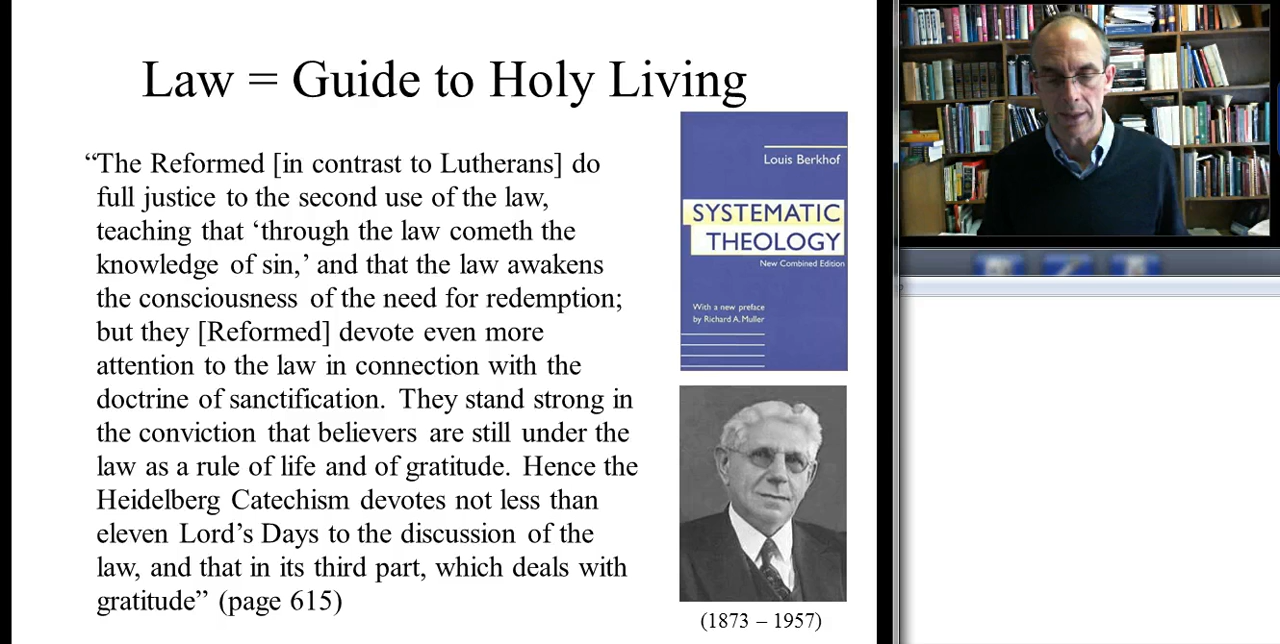 Law = Guide to Holy Living
“The Reformed [in contrast to Lutherans] do
full justice to the second use of the law,
teaching that ‘through the law cometh the
knowledge of sin,’ and that the law awakens
the consciousness of the need for redemption;
but they [Reformed] devote even more
attention to the law in connection with the
doctrine of sanctification.  They stand strong in
the conviction that believers are still under the
law as a rule of life and of gratitude.  Hence the
Heidelberg Catechism devotes not less than
eleven Lord’s Days to the discussion of the
law, and that in its third part, which deals with
gratitude” (page 615)
Louis Berkhof
SYSTEMATIC
THEOLOGY
New Combined Edition
With a new preface
by Richard A. Muller
(1873 – 1957)